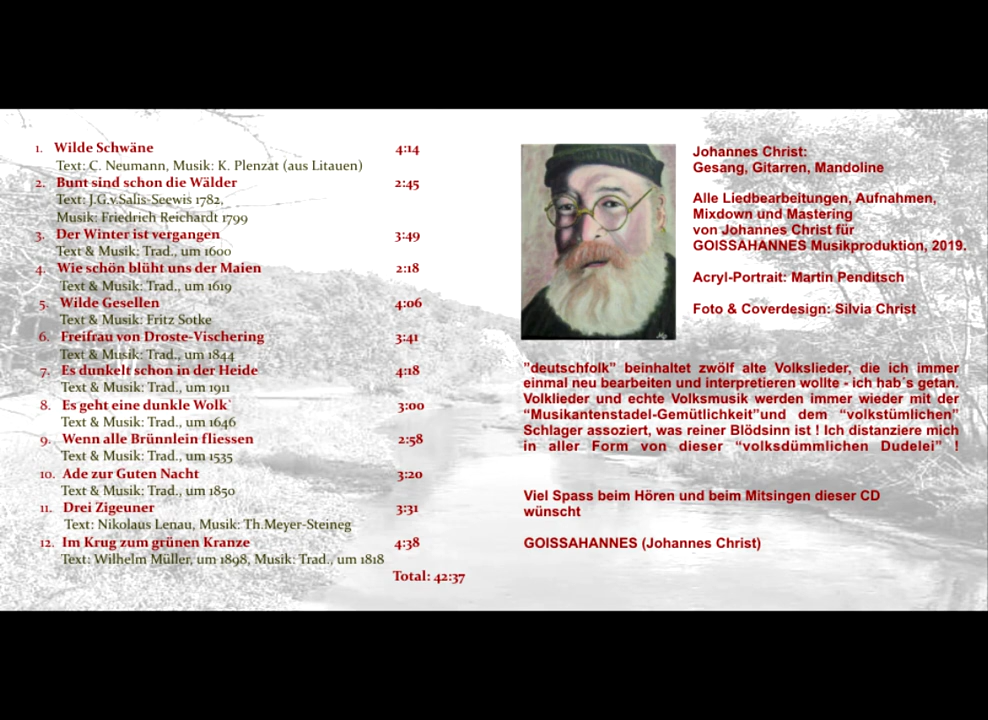 1. Wilde Schwäne 4:14
Text: C. Neumann, Musik: K. Plenzat (aus Litauen)
2. Bunt sind schon die Wälder 2:45
Text: J.G.v.Salis-Seewis 1782,
Musik: Friedrich Reichardt 1799
3. Der Winter ist vergangen 3:49
Text & Musik: Trad., um 1600
4. Wie schön blüht uns der Maien 2:18
Text & Musik: Trad., um 1619
5. Wilde Gesellen 4:06
Text & Musik: Fritz Sotke
6. Freifrau von Droste-Vischering 3:41
Text & Musik: Trad., um 1844
7. Es dunkelt schon in der Heide 4:18
Text & Musik: Trad., um 1911
8. Es geht eine dunkle Wolk` 3:00
Text & Musik: Trad., um 1646
9. Wenn alle Brünnlein fliessen 2:58
Text & Musik: Trad., um 1535
10. Ade zur Guten Nacht 3:20
Text & Musik: Trad., um 1850
11. Drei Zigeuner 3:31
Text: Nikolaus Lenau, Musik: Th.Meyer-Steineg
12. Im Krug zum grünen Kranze 4:38
Text: Wilhelm Müller, um 1898, Musik: Trad., um 1818
Total: 42:37
Johannes Christ:
Gesang, Gitarren, Mandoline
Alle Liedbearbeitungen, Aufnahmen,
Mixdown und Mastering
von Johannes Christ für
GOISSAHANNES Musikproduktion, 2019.
Acryl-Portrait: Martin Penditsch
Foto & Coverdesign: Silvia Christ
"deutschfolk" beinhaltet zwölf alte Volkslieder, die ich immer
einmal neu bearbeiten und interpretieren wollte - ich hab´s getan.
Volklieder und echte Volksmusik werden immer wieder mit der
“Musikantenstadel-Gemütlichkeit”und dem “volkstümlichen”
Schlager assoziert, was reiner Blödsinn ist ! Ich distanziere mich
in aller Form von dieser “volksdümmlichen Dudelei” !
Viel Spass beim Hören und beim Mitsingen dieser CD
wünscht
GOISSAHANNES (Johannes Christ)